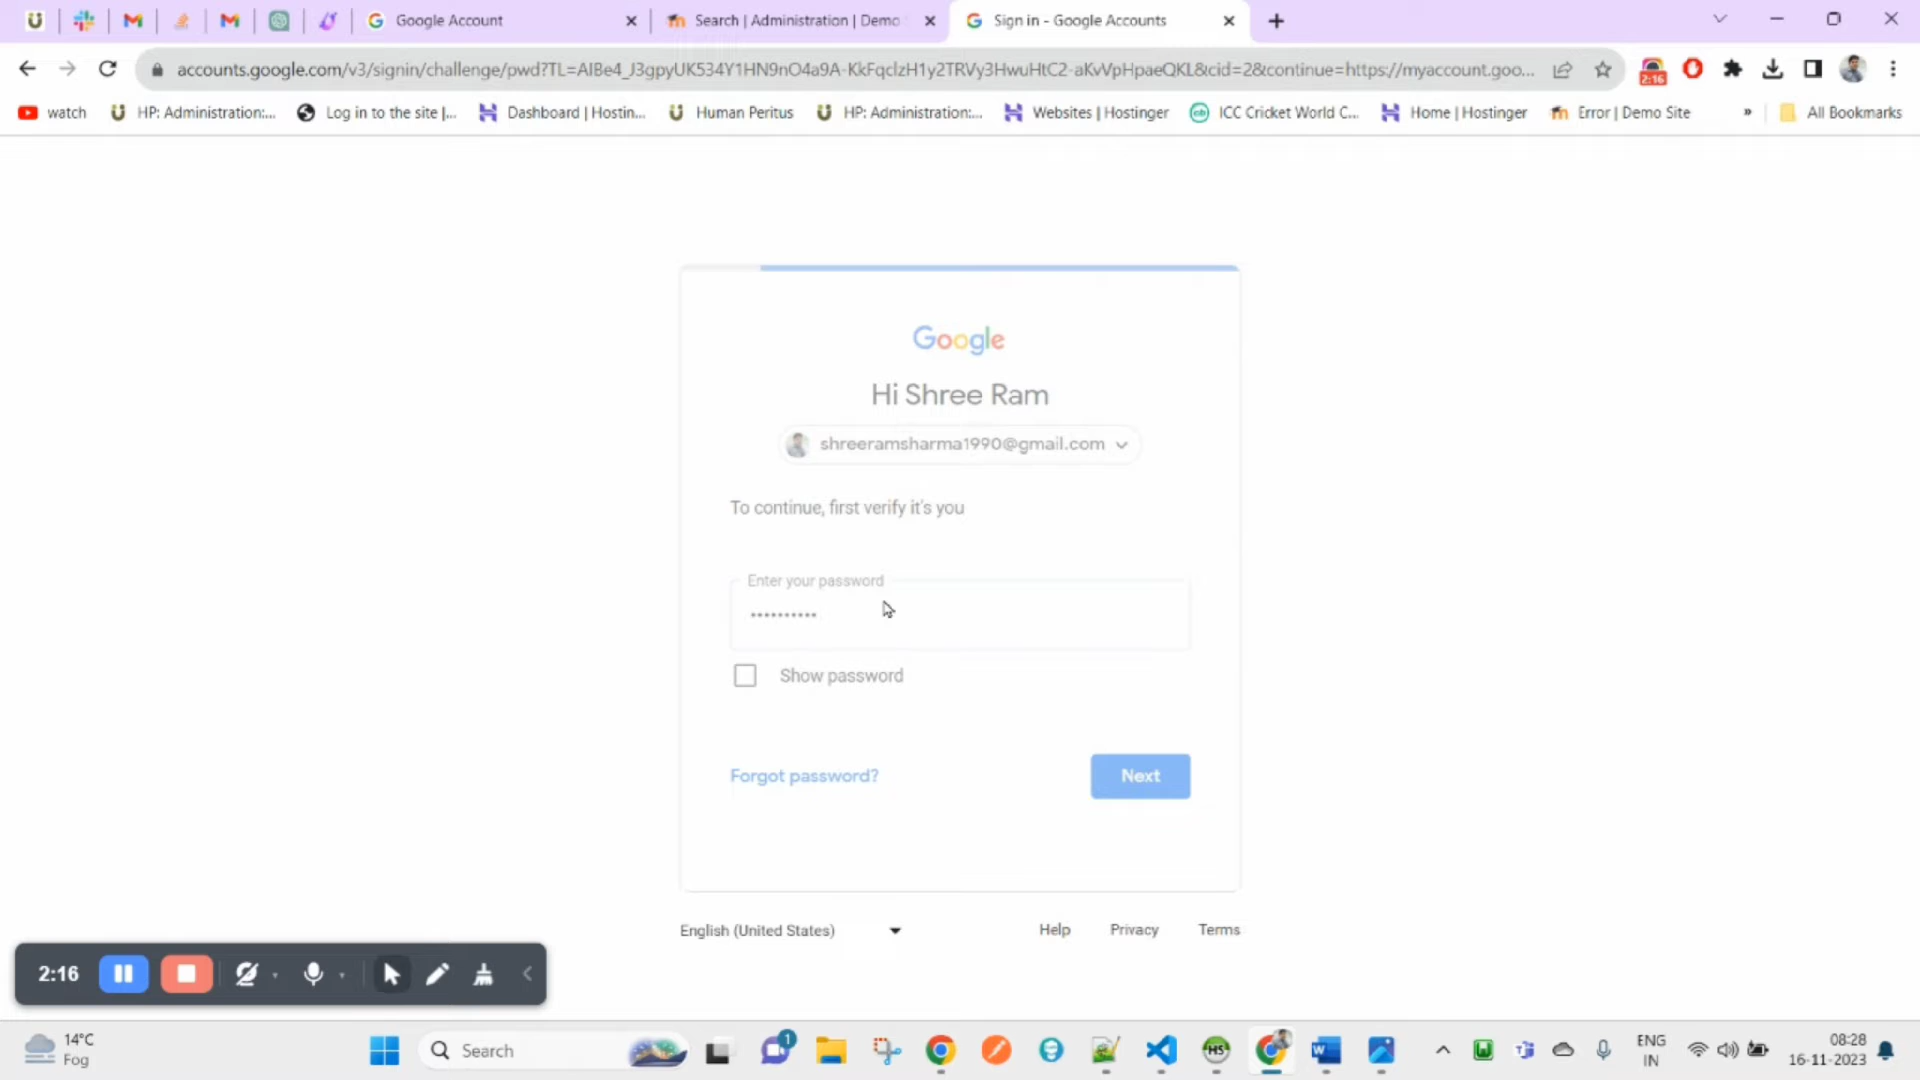 Google Account
Search | Administration | Demo
Sign in - Google Accounts
accounts.google.com/v3/signin/challenge/pwd?TL=AIBe4_J3gpyUK534Y1HN9nO4a9A-KkFqclzH1y2TRVy3HwuHtC2-aKvVpHpaeQKL&cid=2&continue=https://myaccount.goo...
2:16
watch
HP: Administration:...
Log in to the site |...
Dashboard | Hostin...
Human Peritus
HP: Administration:...
Websites | Hostinger
ICC Cricket World C...
Home | Hostinger
Error | Demo Site
»
All Bookmarks
Google
Hi Shree Ram
shreeramsharma1990@gmail.com
To continue, first verify it's you
Enter your password
••••••••••
Show password
Forgot password?
Next
English (United States)
Help
Privacy
Terms
2:16
14°C
Fog
Search
1
HS
W
ENG
IN
08:28
16-11-2023